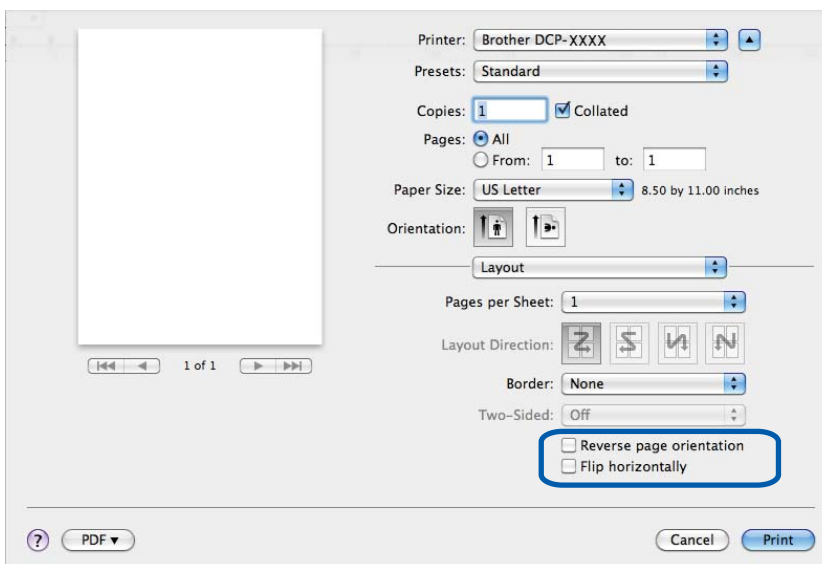 Printer: Brother DCP-XXXX
Presets: Standard
Copies: 1 Collated
Pages: All
From: 1 to: 1
Paper Size: US Letter 8.50 by 11.00 inches
Orientation:
Layout
Pages per Sheet: 1
Layout Direction:
1 of 1
Border: None
Two-Sided: Off
Reverse page orientation
Flip horizontally
? PDF Cancel Print